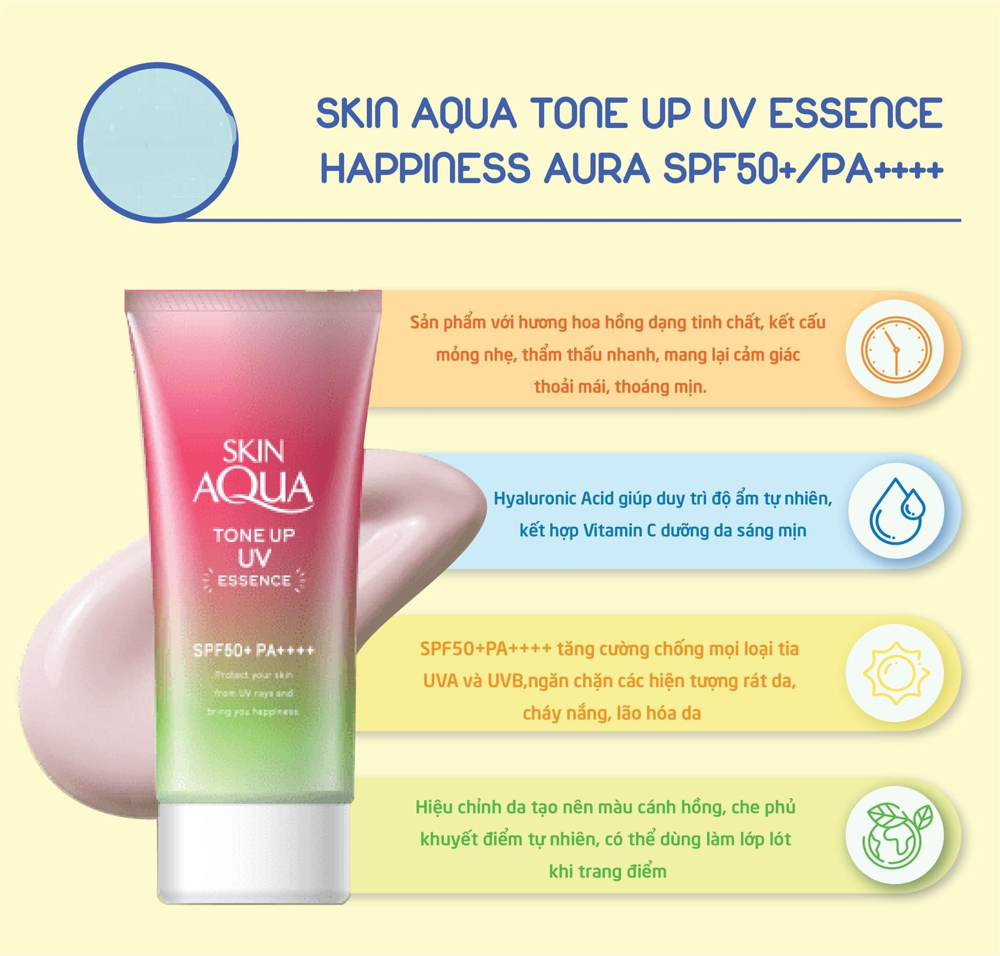 SKIN AQUA TONE UP UV ESSENCE
HAPPINESS AURA SPF50+/PA++++
Sản phẩm với hương hoa hồng dạng tinh chất, kết cấu
mỏng nhẹ, thẩm thấu nhanh, mang lại cảm giác
thoải mái, thoáng mịn.
SKIN
AQUA
TONE UP
UV
ESSENCE
SPF50+ PA++++
Protect your skin
from UV rays and
bring you happiness.
Hyaluronic Acid giúp duy trì độ ẩm tự nhiên,
kết hợp Vitamin C dưỡng da sáng mịn
SPF50+PA++++ tăng cường chống mọi loại tia
UVA và UVB,ngăn chặn các hiện tượng rát da,
cháy nắng, lão hóa da
Hiệu chỉnh da tạo nên màu cánh hồng, che phủ
khuyết điểm tự nhiên, có thể dùng làm lớp lót
khi trang điểm